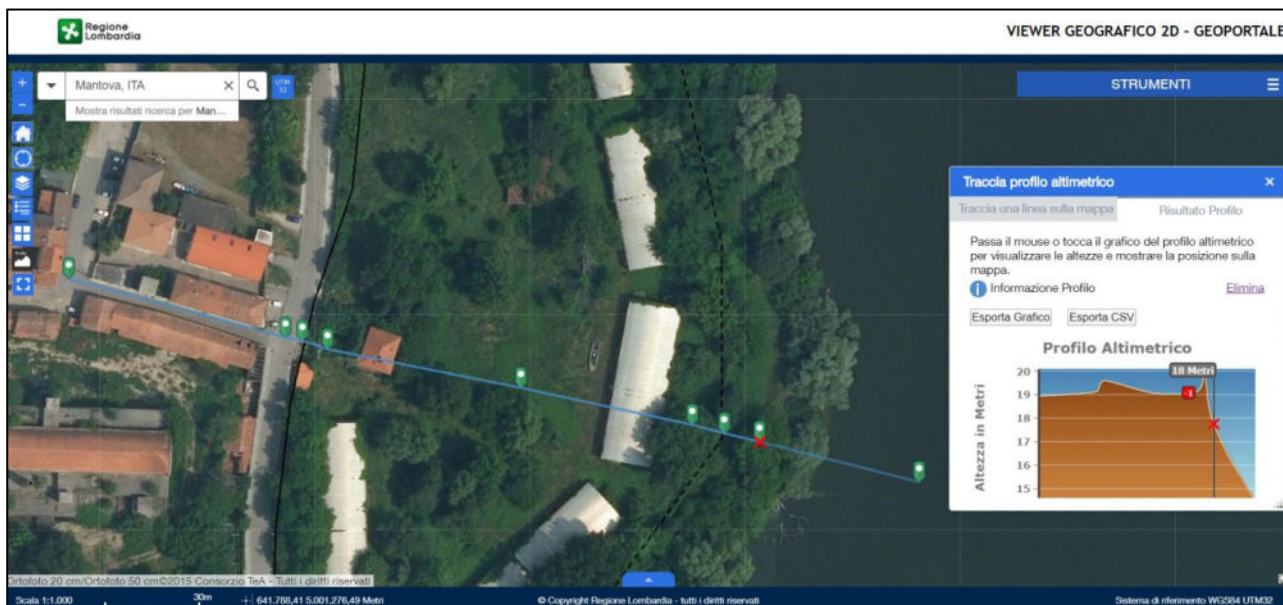 Regione
Lombardia
VIEWER GEOGRAFICO 2D - GEOPORTALE
+
Mantova, ITA
UTM
32
STRUMENTI
−
Mostra risultati ricerca per Man...
Traccia profilo altimetrico
Traccia una linea sulla mappa
Risultato Profilo
Passa il mouse o tocca il grafico del profilo altimetrico
per visualizzare le altezze e mostrare la posizione sulla
mappa.
Informazione Profilo
Elimina
Esporta Grafico
Esporta CSV
Profilo Altimetrico
Altezza in Metri
20
19
18
17
16
15
18 Metri
-1
Ortofoto 20 cm/Ortofoto 50 cm©2015 Consorzio TeA - Tutti i diritti riservati
Scala 1:1.000
30m
641.788,41 5.001.276,49 Metri
© Copyright Regione Lombardia - tutti i diritti riservati
Sistema di riferimento WGS84 UTM32